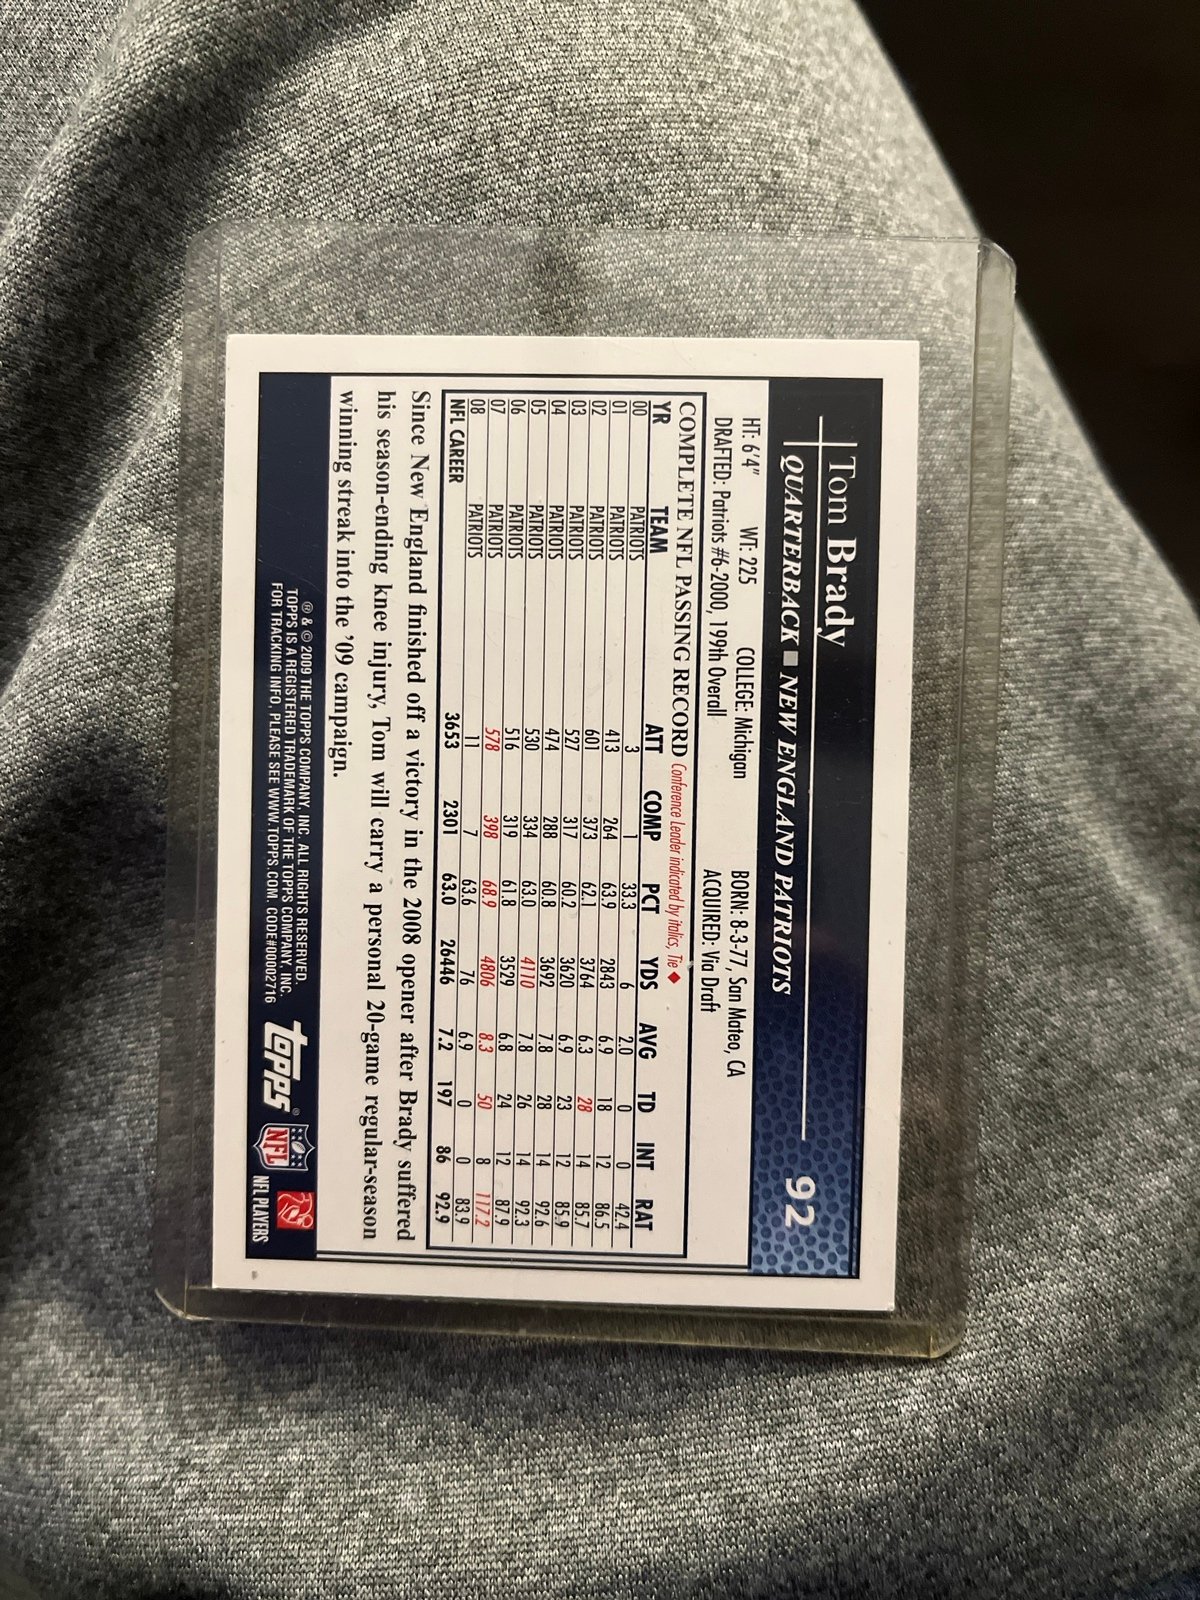 Tom Brady 92
QUARTERBACK ■ NEW ENGLAND PATRIOTS
HT: 6'4" WT: 225 COLLEGE: Michigan BORN: 8-3-77, San Mateo, CA
DRAFTED: Patriots #6-2000, 199th Overall ACQUIRED: Via Draft
COMPLETE NFL PASSING RECORD Conference Leader indicated by italics, Tie ◆
YR TEAM ATT COMP PCT YDS AVG TD INT RAT
00 PATRIOTS 3 1 33.3 6 2.0 0 0 42.4
01 PATRIOTS 413 264 63.9 2843 6.9 18 12 86.5
02 PATRIOTS 601 373 62.1 3764 6.3 28 14 85.7
03 PATRIOTS 527 317 60.2 3620 6.9 23 12 85.9
04 PATRIOTS 474 288 60.8 3692 7.8 28 14 92.6
05 PATRIOTS 530 334 63.0 4110 7.8 26 14 92.3
06 PATRIOTS 516 319 61.8 3529 6.8 24 12 87.9
07 PATRIOTS 578 398 68.9 4806 8.3 50 8 117.2
08 PATRIOTS 11 7 63.6 76 6.9 0 0 83.9
NFL CAREER 3653 2301 63.0 26446 7.2 197 86 92.9
Since New England finished off a victory in the 2008 opener after Brady suffered
his season-ending knee injury, Tom will carry a personal 20-game regular-season
winning streak into the '09 campaign.
® & © 2009 THE TOPPS COMPANY, INC. ALL RIGHTS RESERVED.
TOPPS IS A REGISTERED TRADEMARK OF THE TOPPS COMPANY, INC.
FOR TRACKING INFO, PLEASE SEE WWW.TOPPS.COM. CODE#00002716
topps®
NFL
NFL PLAYERS